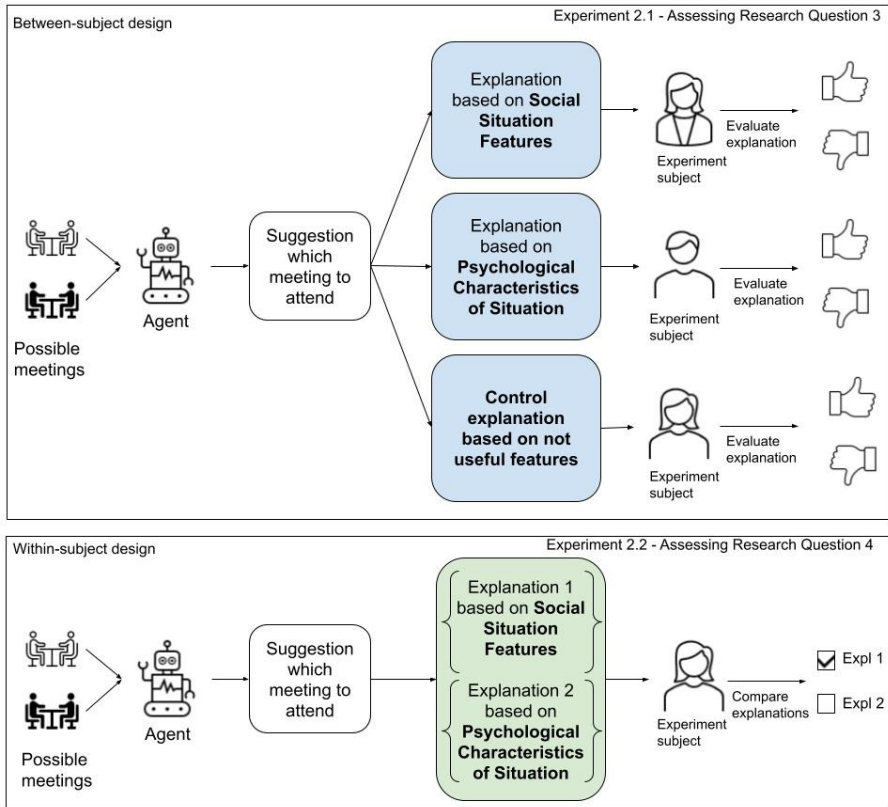 Between-subject design
Experiment 2.1 - Assessing Research Question 3
Possible
meetings
Agent
Suggestion
which
meeting to
attend
Explanation
based on Social
Situation
Features
Experiment
subject
Evaluate
explanation
Explanation
based on
Psychological
Characteristics
of Situation
Experiment
subject
Evaluate
explanation
Control
explanation
based on not
useful features
Experiment
subject
Evaluate
explanation
Within-subject design
Experiment 2.2 - Assessing Research Question 4
Possible
meetings
Agent
Suggestion
which
meeting to
attend
Explanation 1
based on Social
Situation
Features
Explanation 2
based on
Psychological
Characteristics
of Situation
Experiment
subject
Compare
explanations
Expl 1
Expl 2